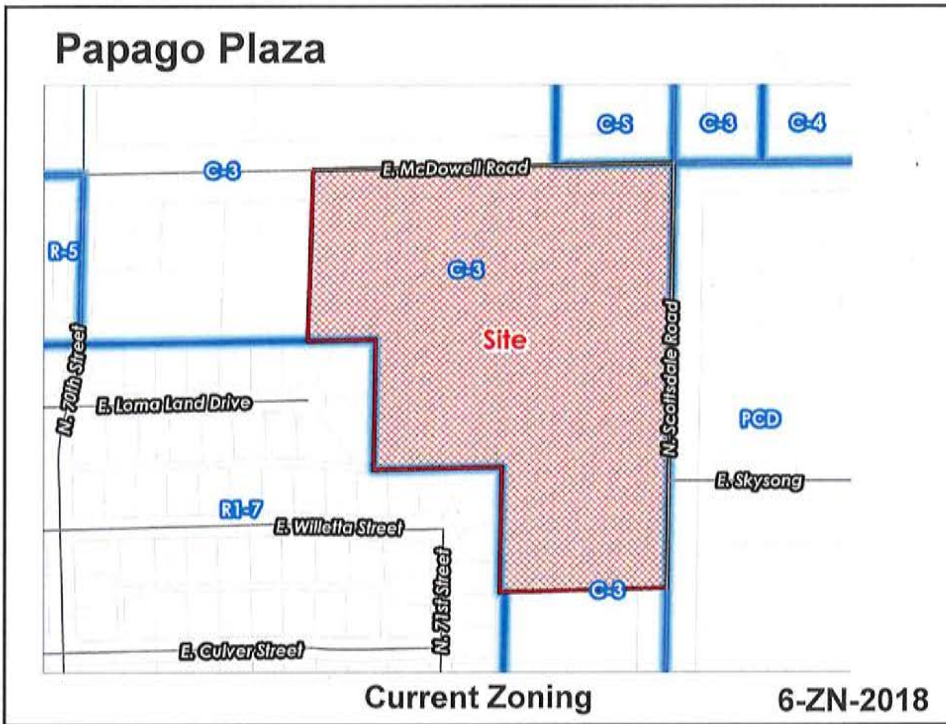 Papago Plaza
C-S
C-3
C-4
C-3
E. McDowell Road
R-5
C-3
Site
N. 70th Street
N. Scottsdale Road
E. Loma Land Drive
PCD
E. Skysong
R1-7
E. Willetta Street
N. 71st Street
C-3
E. Culver Street
Current Zoning
6-ZN-2018